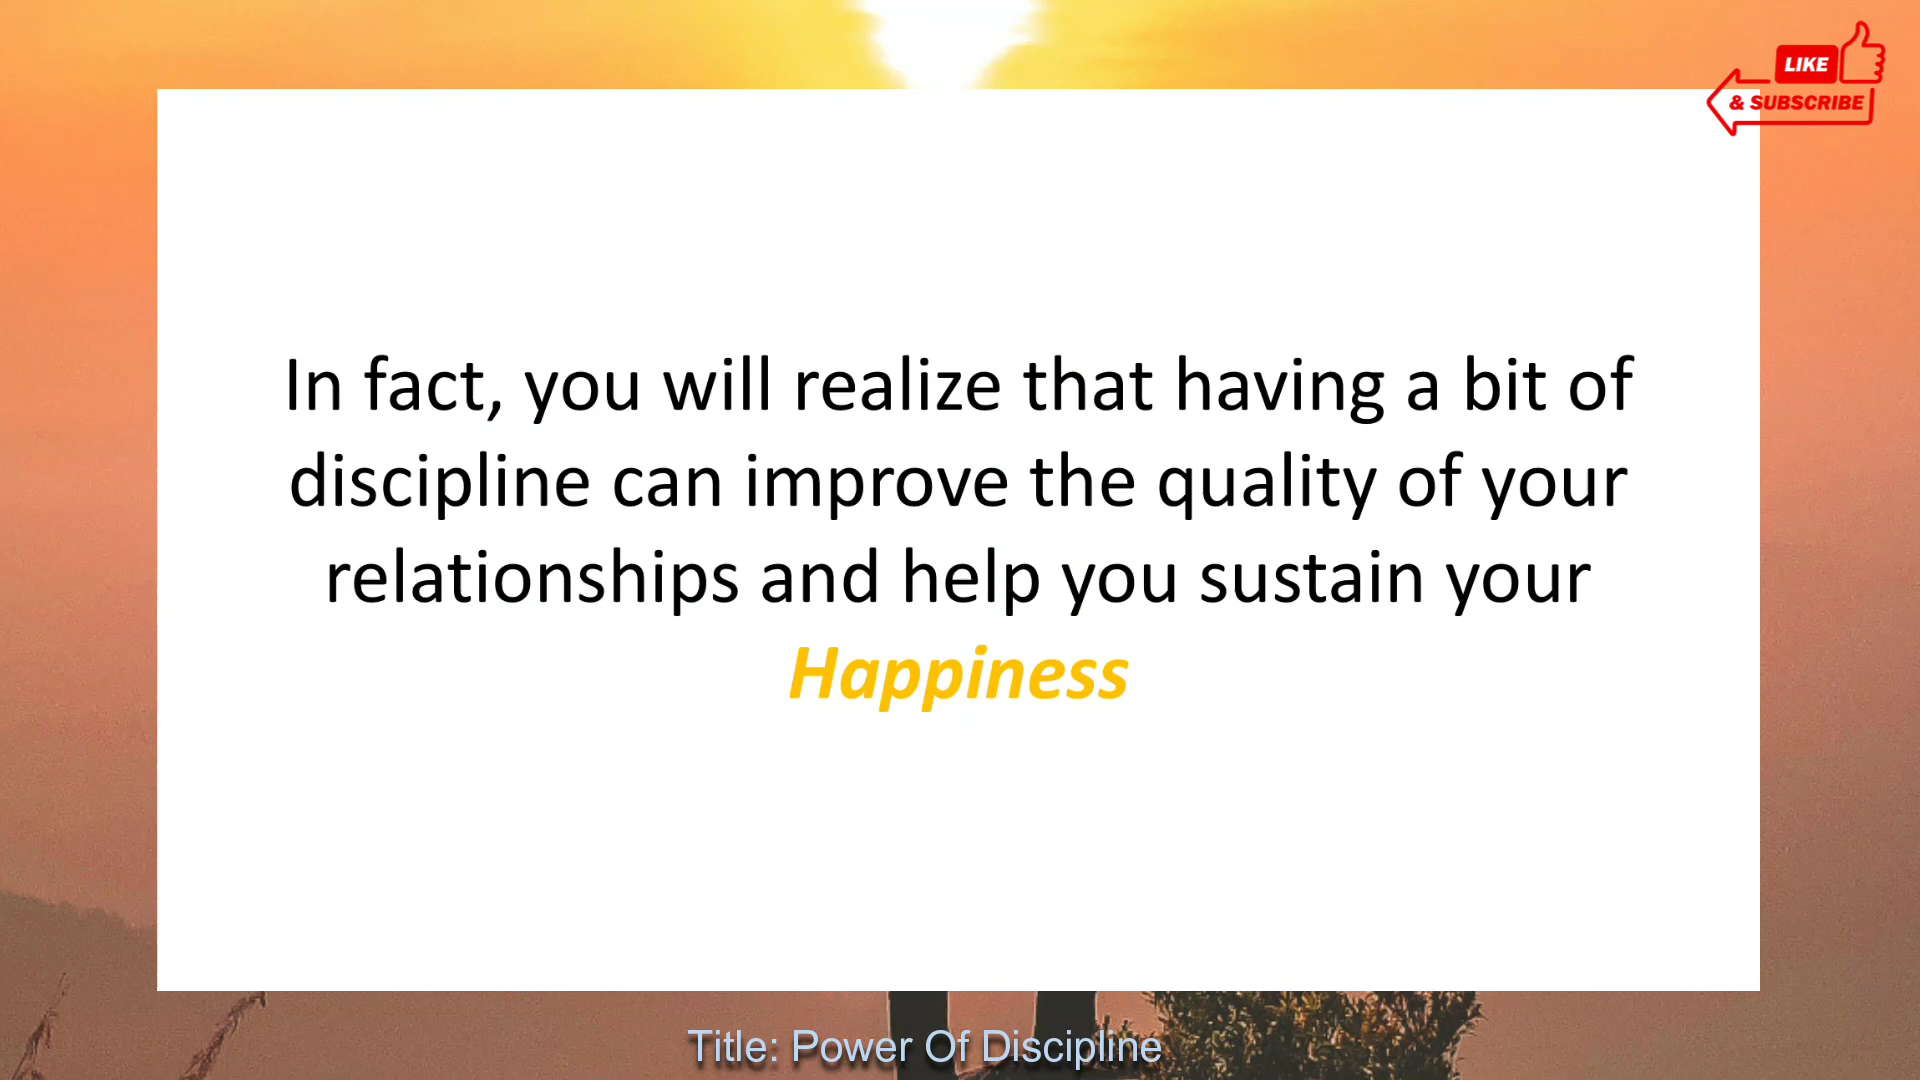 LIKE
& SUBSCRIBE
In fact, you will realize that having a bit of
discipline can improve the quality of your
relationships and help you sustain your
Happiness
Title: Power Of Discipline